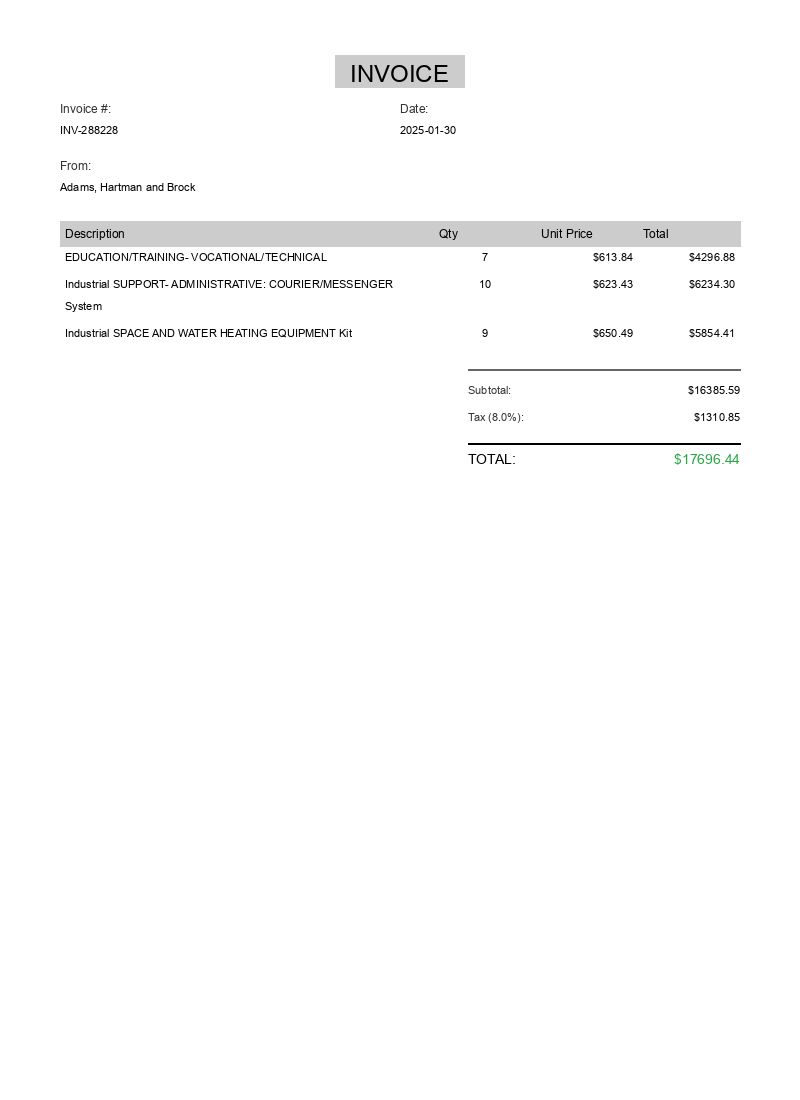 INVOICE
Invoice #: Date:
INV-288228 2025-01-30
From:
Adams, Hartman and Brock
Description Qty Unit Price Total
EDUCATION/TRAINING- VOCATIONAL/TECHNICAL 7 $613.84 $4296.88
Industrial SUPPORT- ADMINISTRATIVE: COURIER/MESSENGER 10 $623.43 $6234.30
System
Industrial SPACE AND WATER HEATING EQUIPMENT Kit 9 $650.49 $5854.41
Subtotal: $16385.59
Tax (8.0%): $1310.85
TOTAL: $17696.44